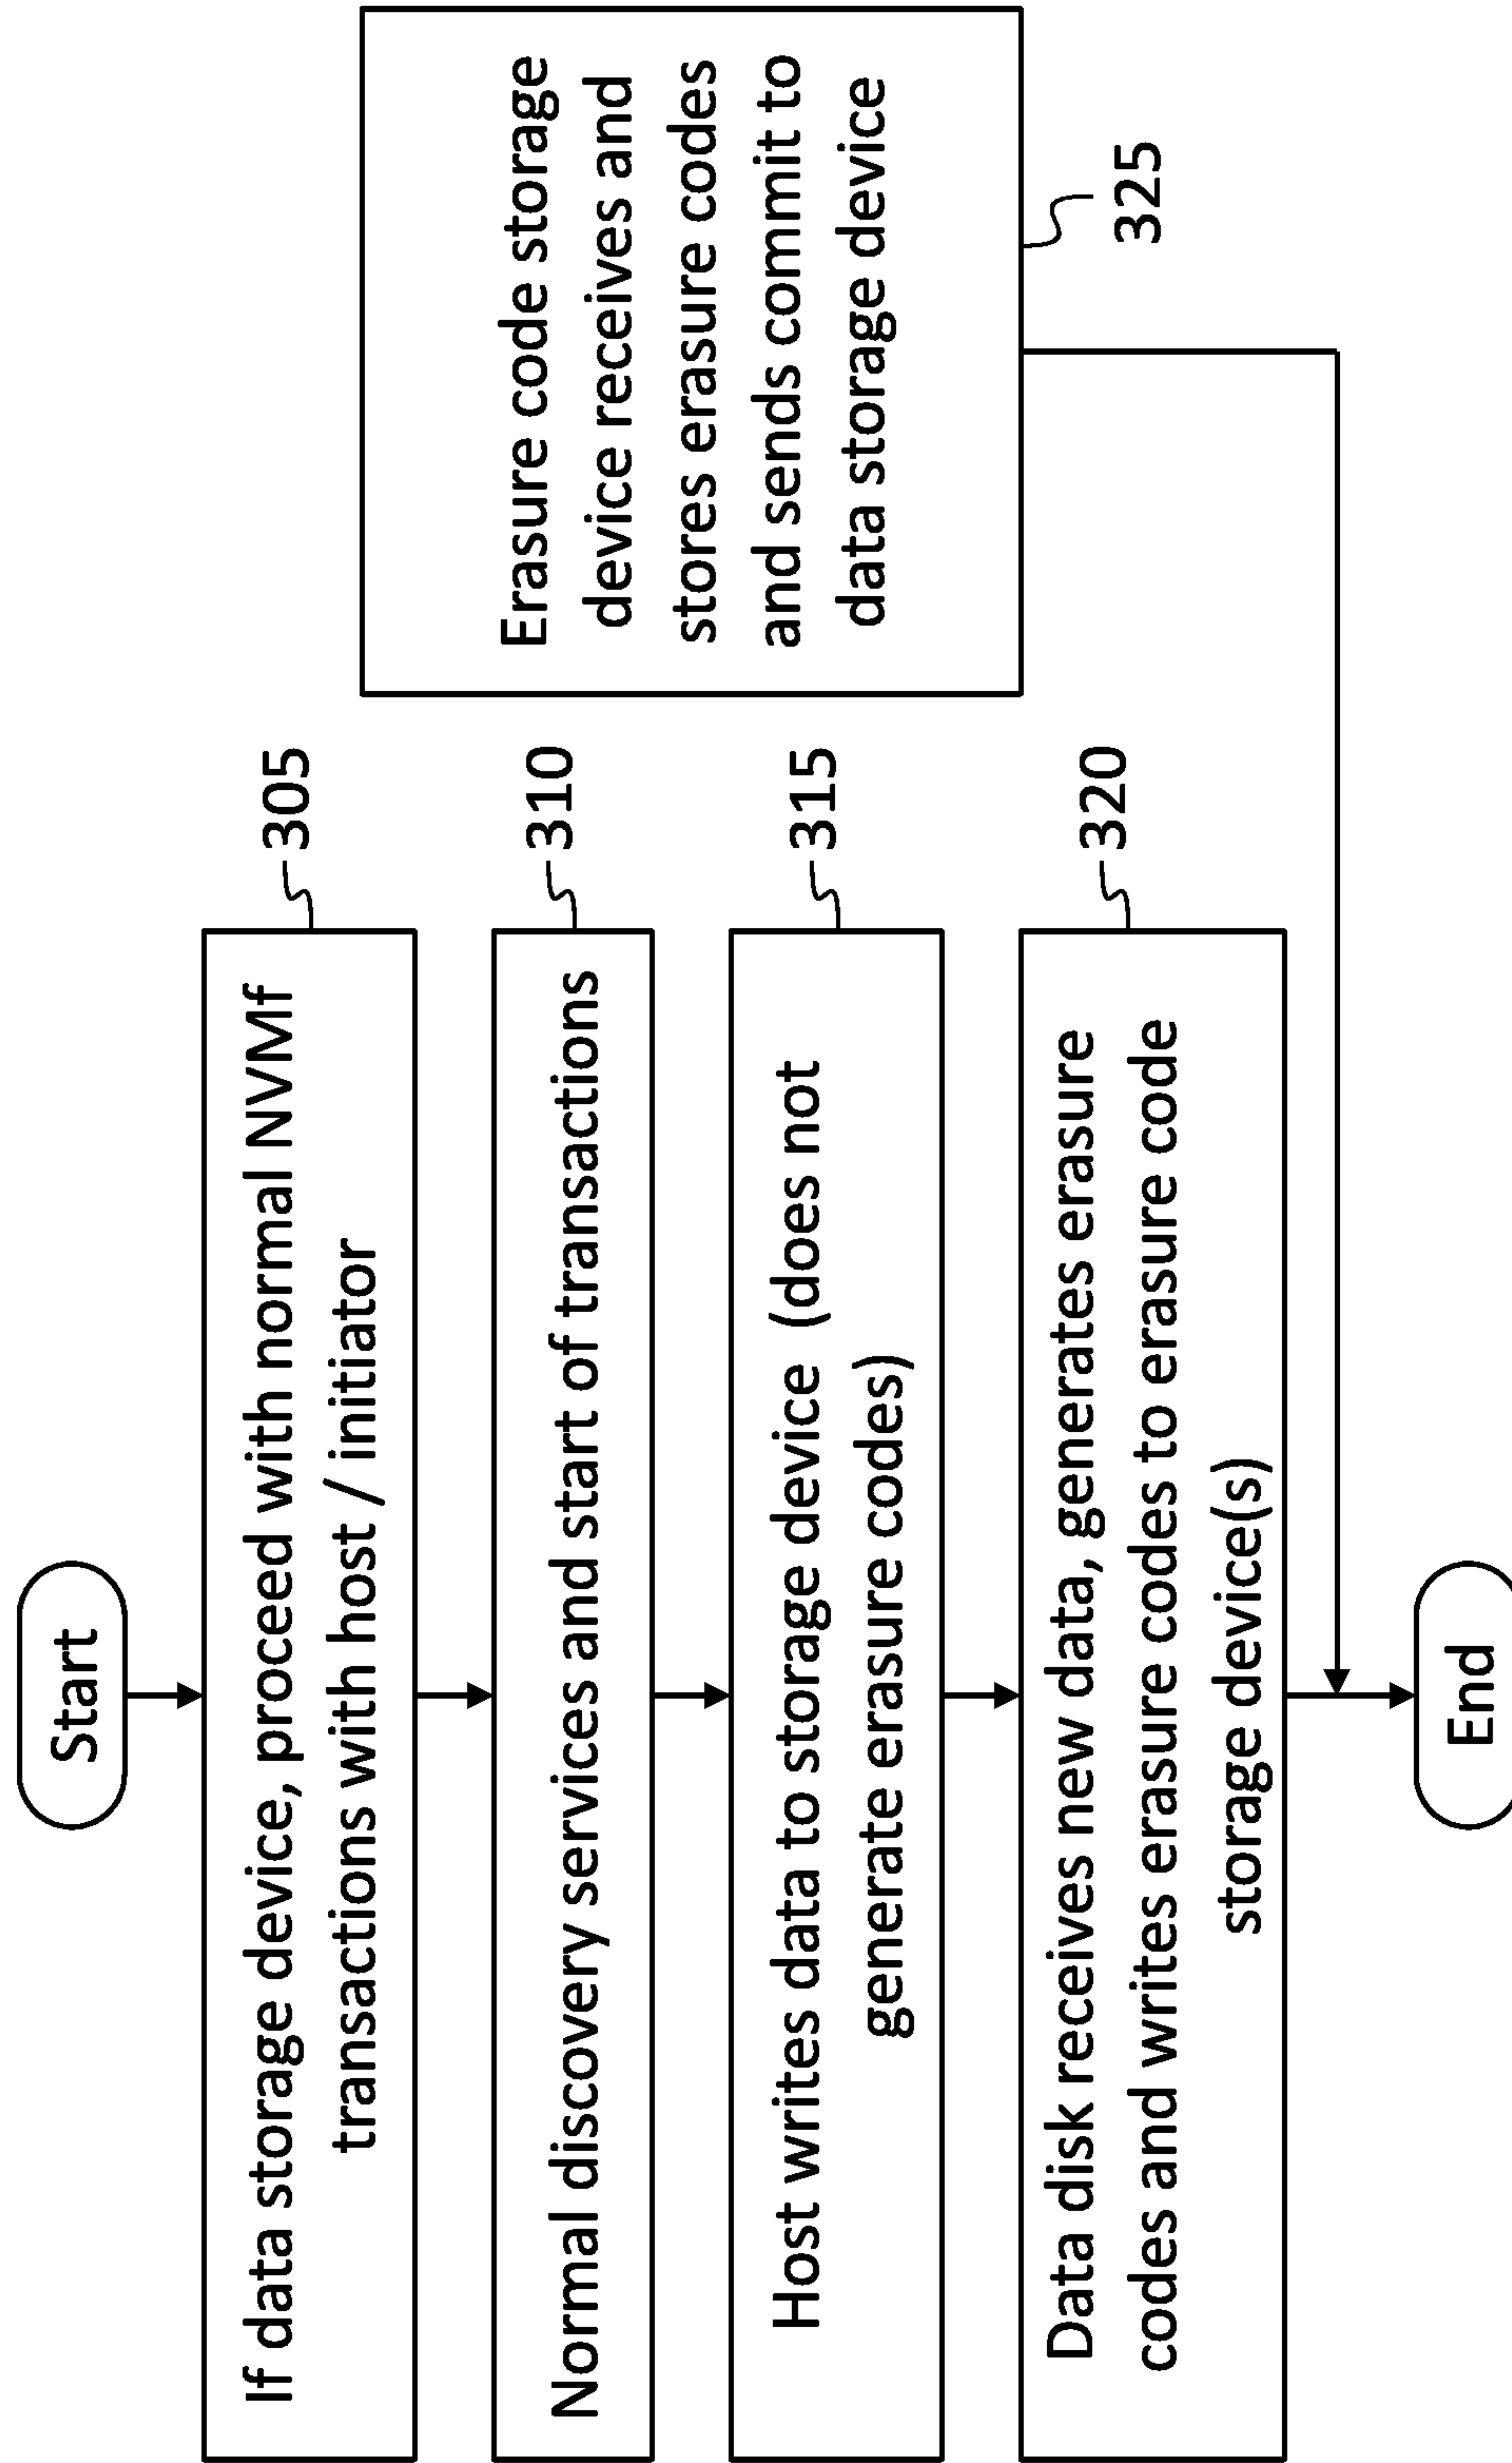 Start
If data storage device, proceed with normal NVMf
transactions with host / initiator
305
Normal discovery services and start of transactions
310
Host writes data to storage device (does not
generate erasure codes)
315
Data disk receives new data, generates erasure
codes and writes erasure codes to erasure code
storage device(s)
320
Erasure code storage
device receives and
stores erasure codes
and sends commit to
data storage device
325
End